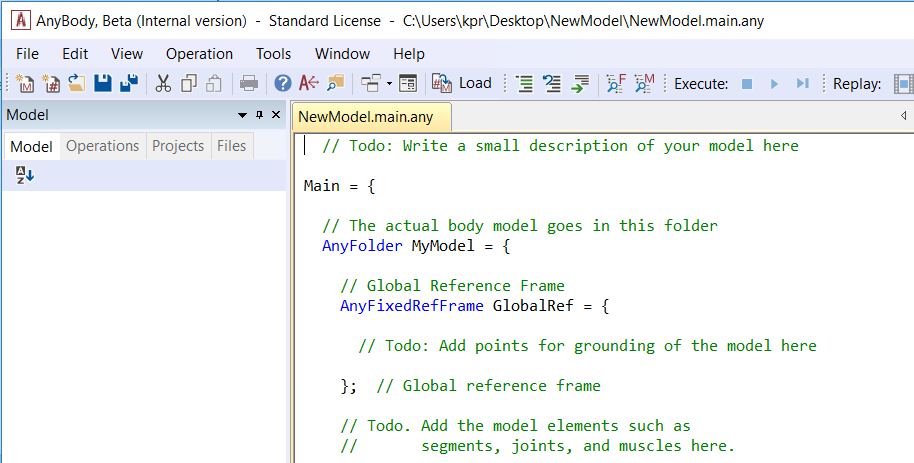 AnyBody, Beta (Internal version) - Standard License - C:\Users\kpr\Desktop\NewModel\NewModel.main.any
File Edit View Operation Tools Window Help
Load Execute: Replay:
Model
NewModel.main.any
Model Operations Projects Files
// Todo: Write a small description of your model here
Main = {
// The actual body model goes in this folder
AnyFolder MyModel = {
// Global Reference Frame
AnyFixedRefFrame GlobalRef = {
// Todo: Add points for grounding of the model here
}; // Global reference frame
// Todo. Add the model elements such as
// segments, joints, and muscles here.